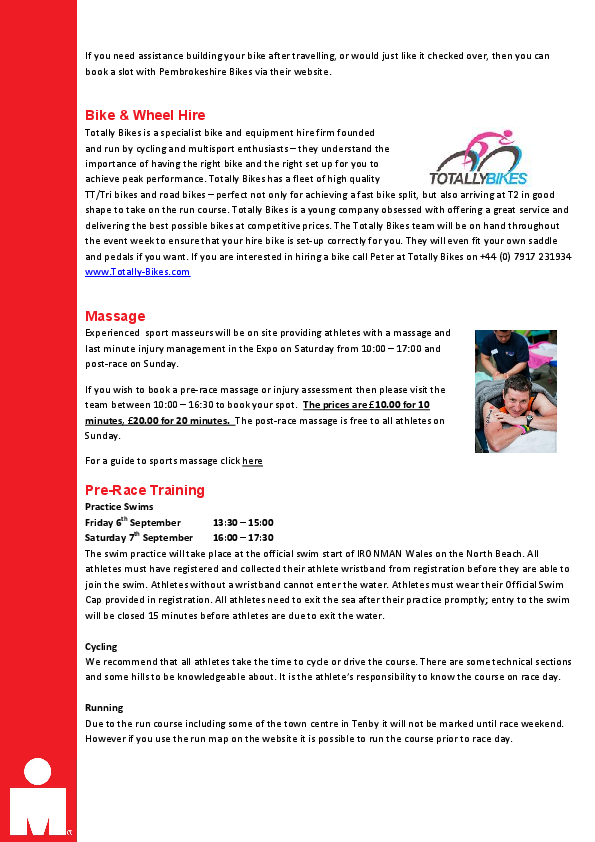 If you need assistance building your bike after travelling, or would just like it checked over, then you can
book a slot with Pembrokeshire Bikes via their website.
Bike & Wheel Hire
Totally Bikes is a specialist bike and equipment hire firm founded
and run by cycling and multisport enthusiasts – they understand the
importance of having the right bike and the right set up for you to
achieve peak performance. Totally Bikes has a fleet of high quality
TOTALLYBIKES
TT/Tri bikes and road bikes – perfect not only for achieving a fast bike split, but also arriving at T2 in good
shape to take on the run course. Totally Bikes is a young company obsessed with offering a great service and
delivering the best possible bikes at competitive prices. The Totally Bikes team will be on hand throughout
the event week to ensure that your hire bike is set-up correctly for you. They will even fit your own saddle
and pedals if you want. If you are interested in hiring a bike call Peter at Totally Bikes on +44 (0) 7917 231934
www.Totally-Bikes.com
Massage
Experienced sport masseurs will be on site providing athletes with a massage and
last minute injury management in the Expo on Saturday from 10:00 – 17:00 and
post-race on Sunday.
If you wish to book a pre-race massage or injury assessment then please visit the
team between 10:00 – 16:30 to book your spot. The prices are £10.00 for 10
minutes, £20.00 for 20 minutes. The post-race massage is free to all athletes on
Sunday.
For a guide to sports massage click here
Pre-Race Training
Practice Swims
Friday 6th September 13:30 – 15:00
Saturday 7th September 16:00 – 17:30
The swim practice will take place at the official swim start of IRONMAN Wales on the North Beach. All
athletes must have registered and collected their athlete wristband from registration before they are able to
join the swim. Athletes without a wristband cannot enter the water. Athletes must wear their Official Swim
Cap provided in registration. All athletes need to exit the sea after their practice promptly; entry to the swim
will be closed 15 minutes before athletes are due to exit the water.
Cycling
We recommend that all athletes take the time to cycle or drive the course. There are some technical sections
and some hills to be knowledgeable about. It is the athlete's responsibility to know the course on race day.
Running
Due to the run course including some of the town centre in Tenby it will not be marked until race weekend.
However if you use the run map on the website it is possible to run the course prior to race day.